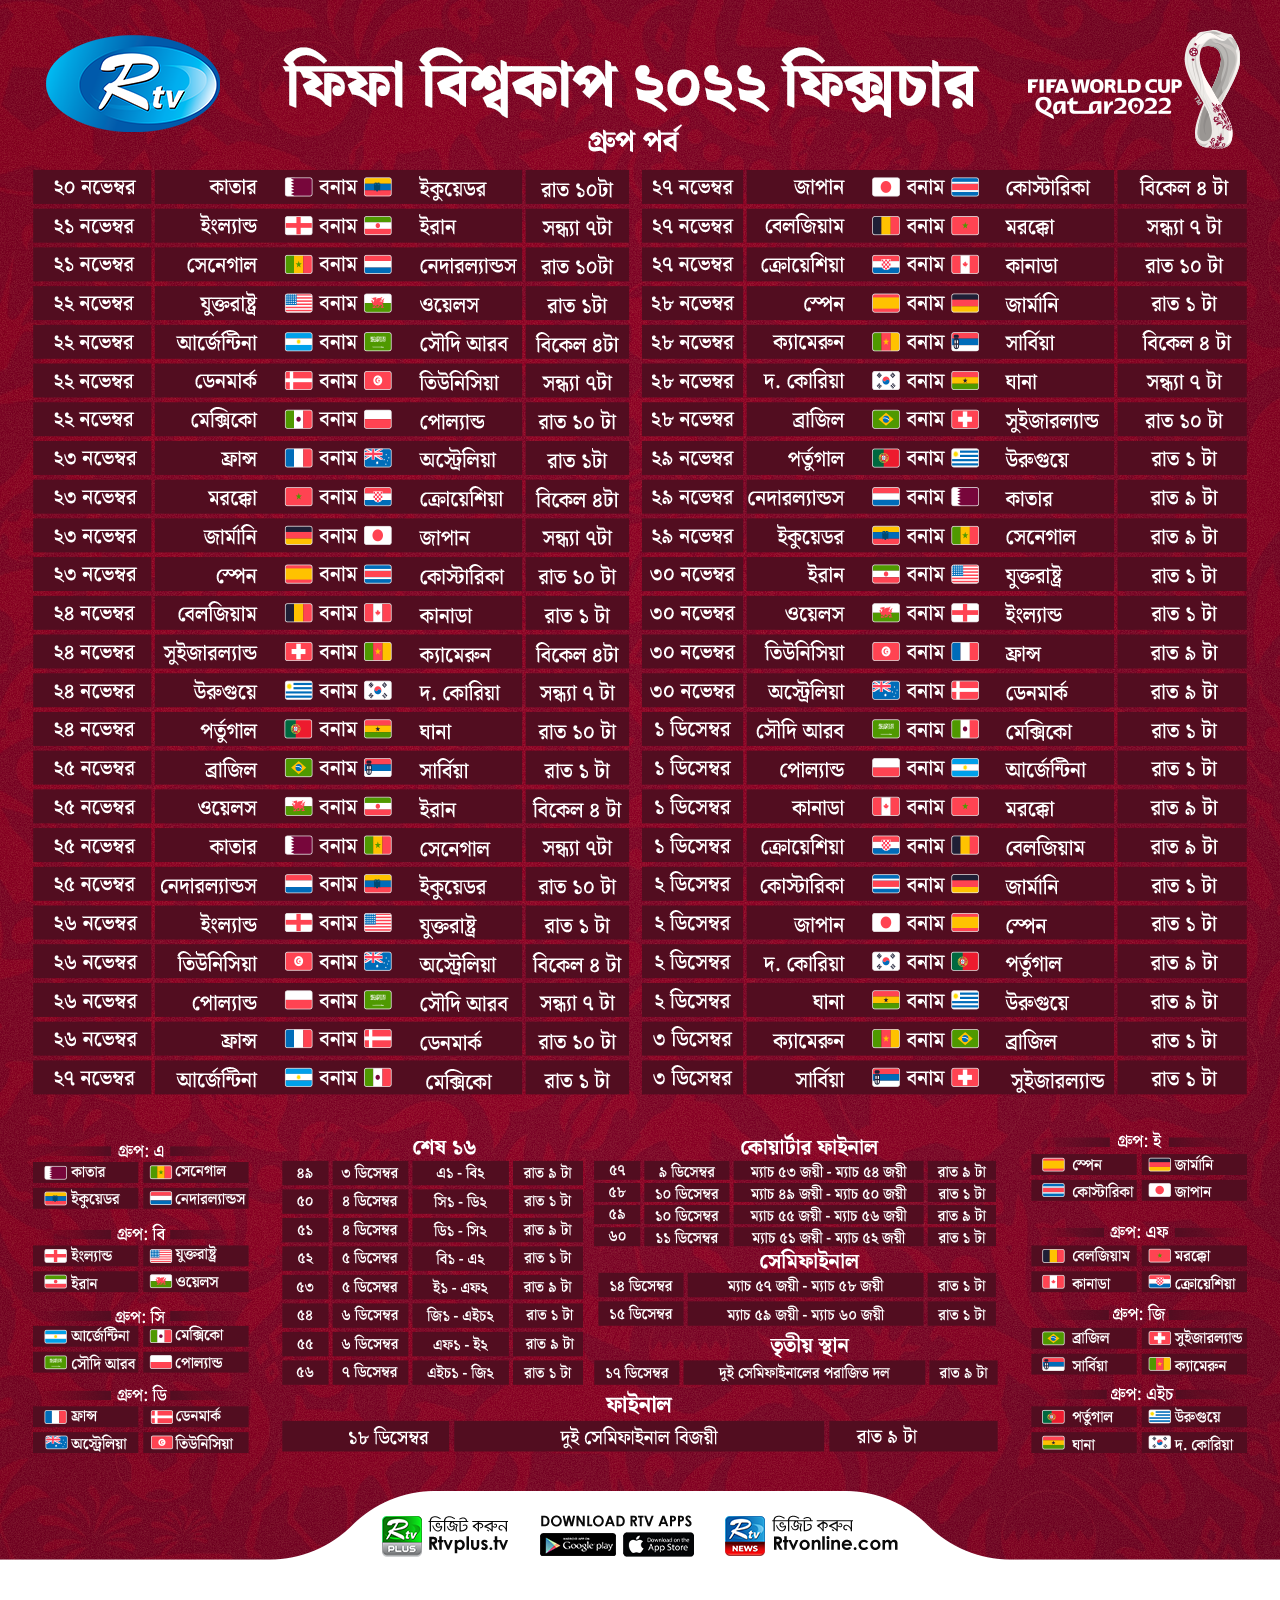 Rtv
ফিফা বিশ্বকাপ ২০২২ ফিক্সচার
FIFA WORLD CUP
Qatar2022
গ্রুপ পর্ব
২০ নভেম্বর কাতার বনাম ইকুয়েডর রাত ১০টা
২১ নভেম্বর ইংল্যান্ড বনাম ইরান সন্ধ্যা ৭টা
২১ নভেম্বর সেনেগাল বনাম নেদারল্যান্ডস রাত ১০টা
২২ নভেম্বর যুক্তরাষ্ট্র বনাম ওয়েলস রাত ১টা
২২ নভেম্বর আর্জেন্টিনা বনাম সৌদি আরব বিকেল ৪টা
২২ নভেম্বর ডেনমার্ক বনাম তিউনিসিয়া সন্ধ্যা ৭টা
২২ নভেম্বর মেক্সিকো বনাম পোল্যান্ড রাত ১০ টা
২৩ নভেম্বর ফ্রান্স বনাম অস্ট্রেলিয়া রাত ১টা
২৩ নভেম্বর মরক্কো বনাম ক্রোয়েশিয়া বিকেল ৪টা
২৩ নভেম্বর জার্মানি বনাম জাপান সন্ধ্যা ৭টা
২৩ নভেম্বর স্পেন বনাম কোস্টারিকা রাত ১০ টা
২৪ নভেম্বর বেলজিয়াম বনাম কানাডা রাত ১ টা
২৪ নভেম্বর সুইজারল্যান্ড বনাম ক্যামেরুন বিকেল ৪টা
২৪ নভেম্বর উরুগুয়ে বনাম দ. কোরিয়া সন্ধ্যা ৭ টা
২৪ নভেম্বর পর্তুগাল বনাম ঘানা রাত ১০ টা
২৫ নভেম্বর ব্রাজিল বনাম সার্বিয়া রাত ১ টা
২৫ নভেম্বর ওয়েলস বনাম ইরান বিকেল ৪ টা
২৫ নভেম্বর কাতার বনাম সেনেগাল সন্ধ্যা ৭টা
২৫ নভেম্বর নেদারল্যান্ডস বনাম ইকুয়েডর রাত ১০ টা
২৬ নভেম্বর ইংল্যান্ড বনাম যুক্তরাষ্ট্র রাত ১ টা
২৬ নভেম্বর তিউনিসিয়া বনাম অস্ট্রেলিয়া বিকেল ৪ টা
২৬ নভেম্বর পোল্যান্ড বনাম সৌদি আরব সন্ধ্যা ৭ টা
২৬ নভেম্বর ফ্রান্স বনাম ডেনমার্ক রাত ১০ টা
২৭ নভেম্বর আর্জেন্টিনা বনাম মেক্সিকো রাত ১ টা
২৭ নভেম্বর জাপান বনাম কোস্টারিকা বিকেল ৪ টা
২৭ নভেম্বর বেলজিয়াম বনাম মরক্কো সন্ধ্যা ৭ টা
২৭ নভেম্বর ক্রোয়েশিয়া বনাম কানাডা রাত ১০ টা
২৮ নভেম্বর স্পেন বনাম জার্মানি রাত ১ টা
২৮ নভেম্বর ক্যামেরুন বনাম সার্বিয়া বিকেল ৪ টা
২৮ নভেম্বর দ. কোরিয়া বনাম ঘানা সন্ধ্যা ৭ টা
২৮ নভেম্বর ব্রাজিল বনাম সুইজারল্যান্ড রাত ১০ টা
২৯ নভেম্বর পর্তুগাল বনাম উরুগুয়ে রাত ১ টা
২৯ নভেম্বর নেদারল্যান্ডস বনাম কাতার রাত ৯ টা
২৯ নভেম্বর ইকুয়েডর বনাম সেনেগাল রাত ৯ টা
৩০ নভেম্বর ইরান বনাম যুক্তরাষ্ট্র রাত ১ টা
৩০ নভেম্বর ওয়েলস বনাম ইংল্যান্ড রাত ১ টা
৩০ নভেম্বর তিউনিসিয়া বনাম ফ্রান্স রাত ৯ টা
৩০ নভেম্বর অস্ট্রেলিয়া বনাম ডেনমার্ক রাত ৯ টা
১ ডিসেম্বর সৌদি আরব বনাম মেক্সিকো রাত ১ টা
১ ডিসেম্বর পোল্যান্ড বনাম আর্জেন্টিনা রাত ১ টা
১ ডিসেম্বর কানাডা বনাম মরক্কো রাত ৯ টা
১ ডিসেম্বর ক্রোয়েশিয়া বনাম বেলজিয়াম রাত ৯ টা
২ ডিসেম্বর কোস্টারিকা বনাম জার্মানি রাত ১ টা
২ ডিসেম্বর জাপান বনাম স্পেন রাত ১ টা
২ ডিসেম্বর দ. কোরিয়া বনাম পর্তুগাল রাত ৯ টা
২ ডিসেম্বর ঘানা বনাম উরুগুয়ে রাত ৯ টা
৩ ডিসেম্বর ক্যামেরুন বনাম ব্রাজিল রাত ১ টা
৩ ডিসেম্বর সার্বিয়া বনাম সুইজারল্যান্ড রাত ১ টা
গ্রুপ: এ
কাতার সেনেগাল
ইকুয়েডর নেদারল্যান্ডস
গ্রুপ: বি
ইংল্যান্ড যুক্তরাষ্ট্র
ইরান ওয়েলস
গ্রুপ: সি
আর্জেন্টিনা মেক্সিকো
সৌদি আরব পোল্যান্ড
গ্রুপ: ডি
ফ্রান্স ডেনমার্ক
অস্ট্রেলিয়া তিউনিসিয়া
শেষ ১৬
৪৯ ৩ ডিসেম্বর এ১ - বি২ রাত ৯ টা
৫০ ৪ ডিসেম্বর সি১ - ডি২ রাত ১ টা
৫১ ৪ ডিসেম্বর ডি১ - সি২ রাত ৯ টা
৫২ ৫ ডিসেম্বর বি১ - এ২ রাত ১ টা
৫৩ ৫ ডিসেম্বর ই১ - এফ২ রাত ৯ টা
৫৪ ৬ ডিসেম্বর জি১ - এইচ২ রাত ১ টা
৫৫ ৬ ডিসেম্বর এফ১ - ই২ রাত ৯ টা
৫৬ ৭ ডিসেম্বর এইচ১ - জি২ রাত ১ টা
কোয়ার্টার ফাইনাল
৫৭ ৯ ডিসেম্বর ম্যাচ ৫৩ জয়ী - ম্যাচ ৫৪ জয়ী রাত ৯ টা
৫৮ ১০ ডিসেম্বর ম্যাচ ৪৯ জয়ী - ম্যাচ ৫০ জয়ী রাত ১ টা
৫৯ ১০ ডিসেম্বর ম্যাচ ৫৫ জয়ী - ম্যাচ ৫৬ জয়ী রাত ৯ টা
৬০ ১১ ডিসেম্বর ম্যাচ ৫১ জয়ী - ম্যাচ ৫২ জয়ী রাত ১ টা
সেমিফাইনাল
১৪ ডিসেম্বর ম্যাচ ৫৭ জয়ী - ম্যাচ ৫৮ জয়ী রাত ১ টা
১৫ ডিসেম্বর ম্যাচ ৫৯ জয়ী - ম্যাচ ৬০ জয়ী রাত ১ টা
তৃতীয় স্থান
১৭ ডিসেম্বর দুই সেমিফাইনালের পরাজিত দল রাত ৯ টা
ফাইনাল
১৮ ডিসেম্বর দুই সেমিফাইনাল বিজয়ী রাত ৯ টা
গ্রুপ: ই
স্পেন জার্মানি
কোস্টারিকা জাপান
গ্রুপ: এফ
বেলজিয়াম মরক্কো
কানাডা ক্রোয়েশিয়া
গ্রুপ: জি
ব্রাজিল সুইজারল্যান্ড
সার্বিয়া ক্যামেরুন
গ্রুপ: এইচ
পর্তুগাল উরুগুয়ে
ঘানা দ. কোরিয়া
Rtv
PLUS
ভিজিট করুন
Rtvplus.tv
DOWNLOAD RTV APPS
ANDROID APP ON
Google play
Download on the
App Store
Rtv
NEWS
ভিজিট করুন
Rtvonline.com